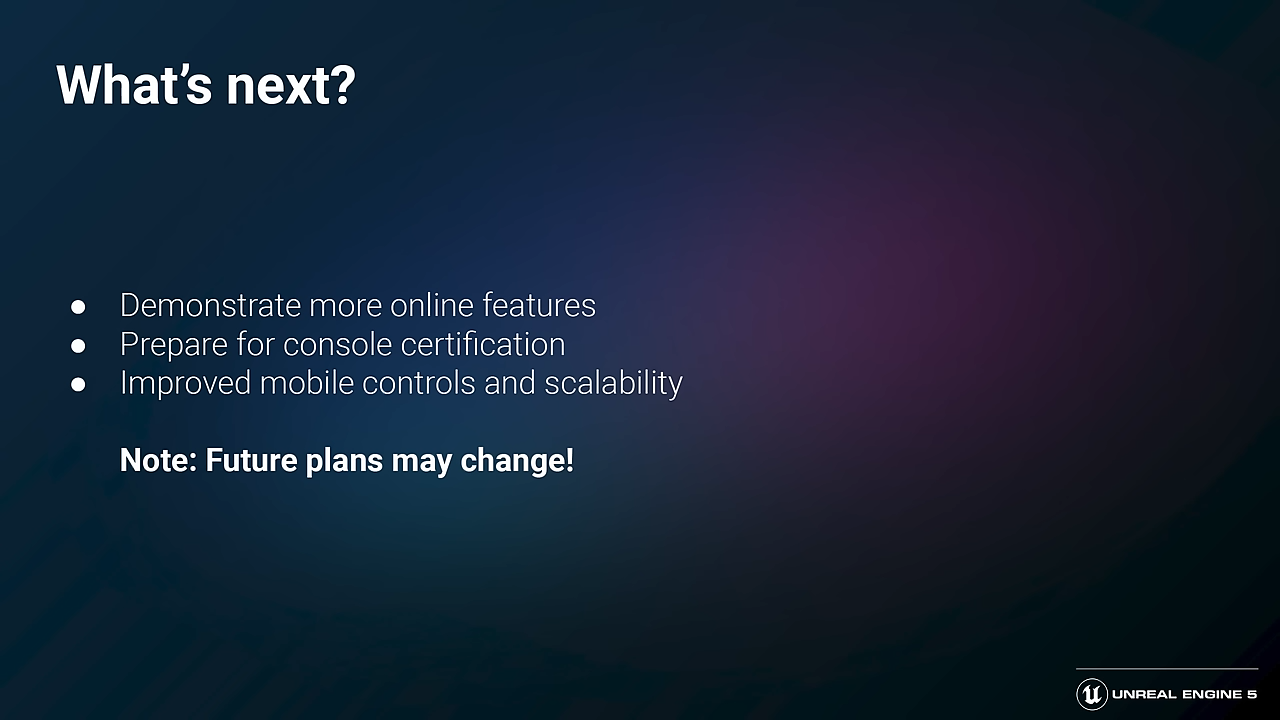 What’s next?
● Demonstrate more online features
● Prepare for console certification
● Improved mobile controls and scalability
Note: Future plans may change!
UNREAL ENGINE 5